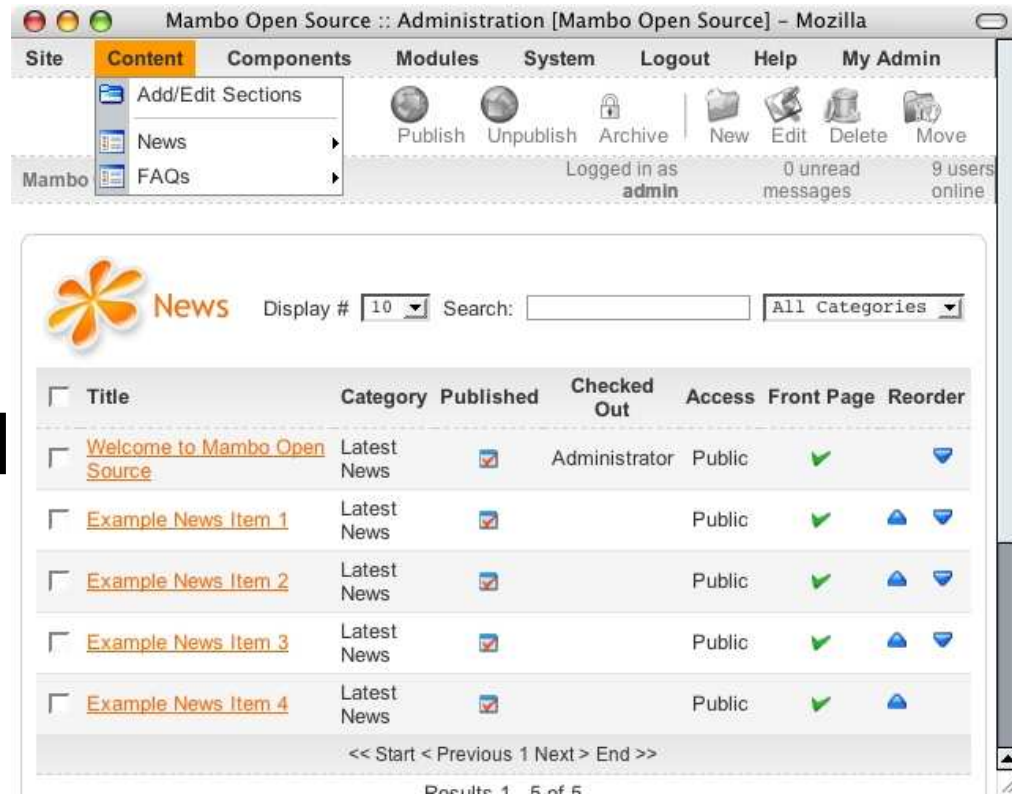 Mambo Open Source :: Administration [Mambo Open Source] – Mozilla
Site Content Components Modules System Logout Help My Admin
Add/Edit Sections
News
FAQs
Publish Unpublish Archive New Edit Delete Move
Mambo
Logged in as
admin
0 unread
messages
9 users
online
News Display # 10 Search: All Categories
Title Category Published Checked Out Access Front Page Reorder
Welcome to Mambo Open Source Latest News Administrator Public
Example News Item 1 Latest News Public
Example News Item 2 Latest News Public
Example News Item 3 Latest News Public
Example News Item 4 Latest News Public
<< Start < Previous 1 Next > End >>
Results 1 - 5 of 5